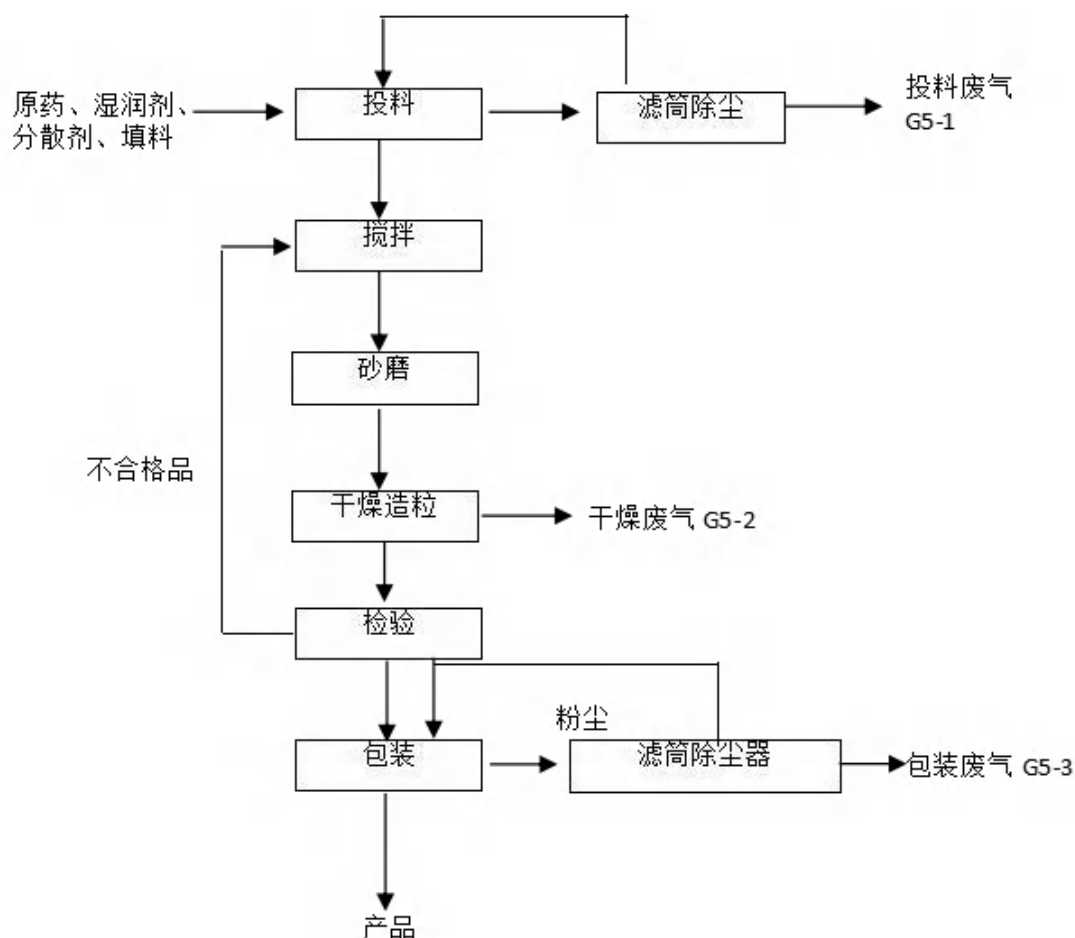 原药、湿润剂、
分散剂、填料
投料
滤筒除尘
投料废气
G5-1
搅拌
砂磨
不合格品
干燥造粒
干燥废气 G5-2
检验
粉尘
包装
滤筒除尘器
包装废气 G5-3
产品